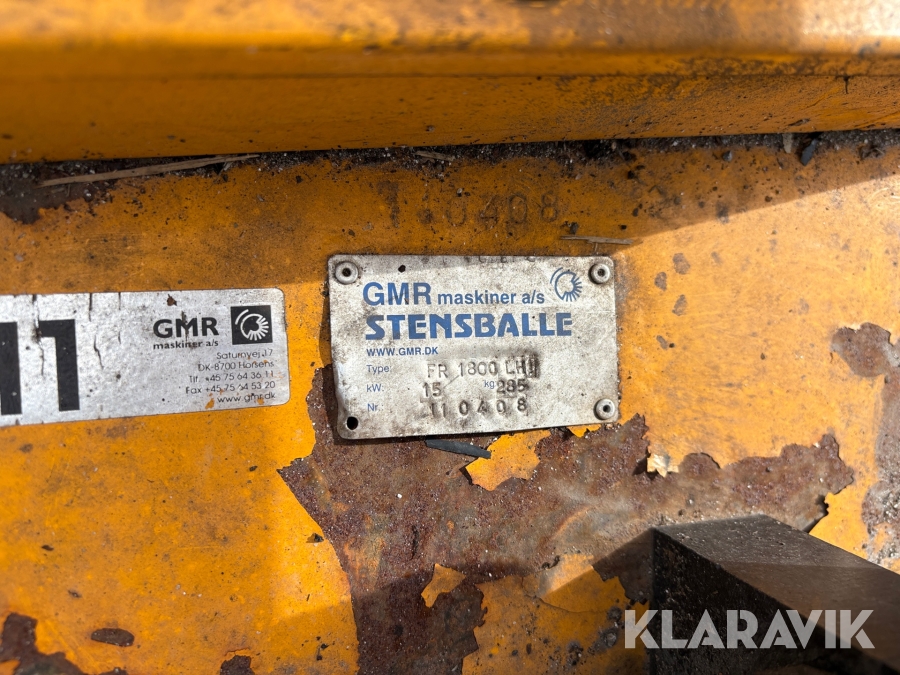 110408
GMR maskiner a/s
STENSBALLE
WWW.GMR.DK
Type: FR 1800 LH
kW. 15 kg. 285
Nr. 110408
GMR
maskiner a/s
Saturnvej 17
DK-8700 Horsens
Tlf. +45 75 64 36 11
Fax +45 75 64 53 20
www.gmr.dk
KLARAVIK